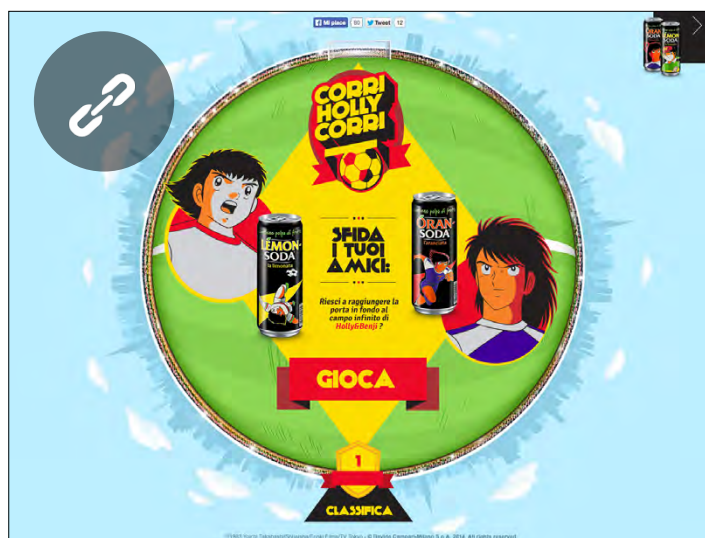 Mi piace 80 Tweet 12
CORRI
HOLLY
CORRI
LEMON-
SODA
ORAN-
SODA
l'aranciata
SFIDA
I TUOI
AMICI:
Riesci a raggiungere la
porta in fondo al
campo infinito di
Holly&Benji ?
GIOCA
1
CLASSIFICA